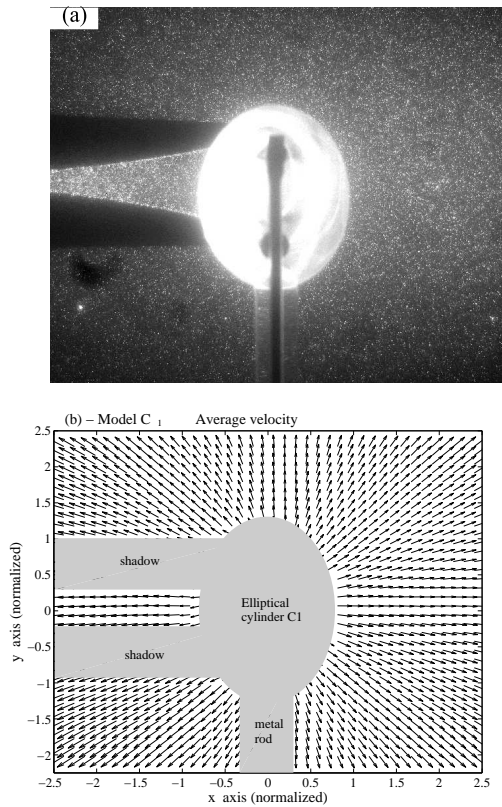 (a)
(b) – Model C 1 Average velocity
2.5
2
1.5
1
0.5
0
−0.5
−1
−1.5
−2
y axis (normalized)
shadow
Elliptical
cylinder C1
shadow
metal
rod
−2.5 −2 −1.5 −1 −0.5 0 0.5 1 1.5 2 2.5
x axis (normalized)